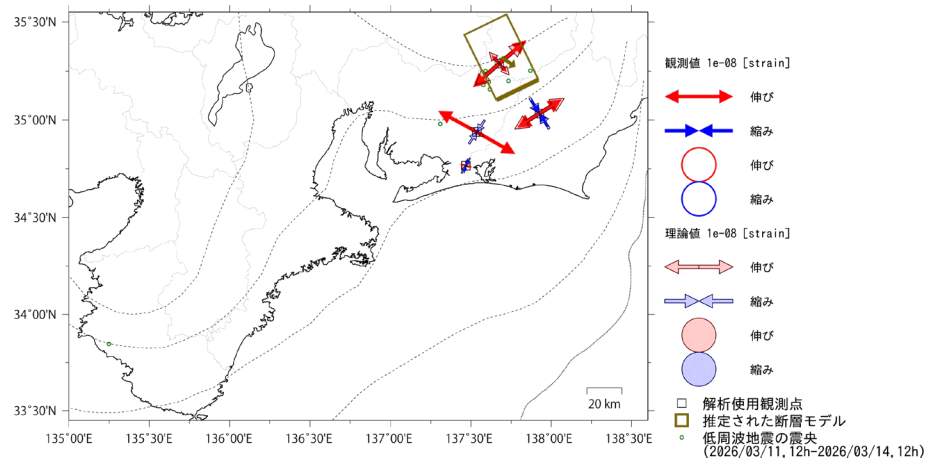 35°30'N
35°00'N
34°30'N
34°00'N
33°30'N
135°00'E
135°30'E
136°00'E
136°30'E
137°00'E
137°30'E
138°00'E
138°30'E
20 km
観測値 1e-08 [strain]
伸び
縮み
伸び
縮み
理論値 1e-08 [strain]
伸び
縮み
伸び
縮み
解析使用観測点
推定された断層モデル
低周波地震の震央
(2026/03/11,12h-2026/03/14,12h)